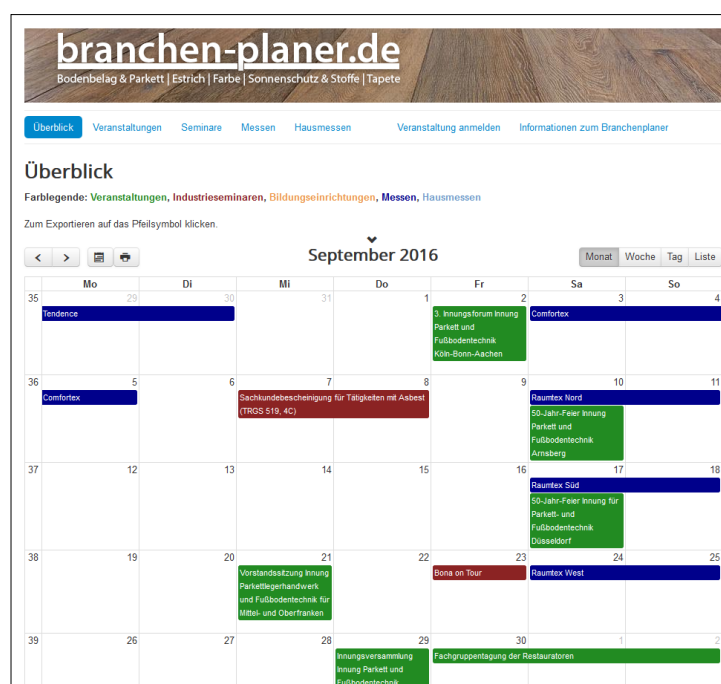 branchen-planer.de
Bodenbelag & Parkett | Estrich | Farbe | Sonnenschutz & Stoffe | Tapete
Überblick Veranstaltungen Seminare Messen Hausmessen Veranstaltung anmelden Informationen zum Branchenplaner
Überblick
Farblegende: Veranstaltungen, Industrieseminaren, Bildungseinrichtungen, Messen, Hausmessen
Zum Exportieren auf das Pfeilsymbol klicken.
September 2016
Monat Woche Tag Liste
Mo Di Mi Do Fr Sa So
35 29 30 31 1 2 3 4
Tendence
3. Innungsforum Innung
Parkett und
Fußbodentechnik
Köln-Bonn-Aachen
Comfortex
36 5 6 7 8 9 10 11
Comfortex
Sachkundebescheinigung für Tätigkeiten mit Asbest
(TRGS 519, 4C)
Raumtex Nord
50-Jahr-Feier Innung
Parkett und
Fußbodentechnik
Arnsberg
37 12 13 14 15 16 17 18
Raumtex Süd
50-Jahr-Feier Innung für
Parkett- und
Fußbodentechnik
Düsseldorf
38 19 20 21 22 23 24 25
Vorstandssitzung Innung
Parkettlegerhandwerk
und Fußbodentechnik für
Mittel- und Oberfranken
Bona on Tour
Raumtex West
39 26 27 28 29 30 1 2
Innungsversammlung
Innung Parkett und
Fußbodentechnik
Fachgruppentagung der Restauratoren